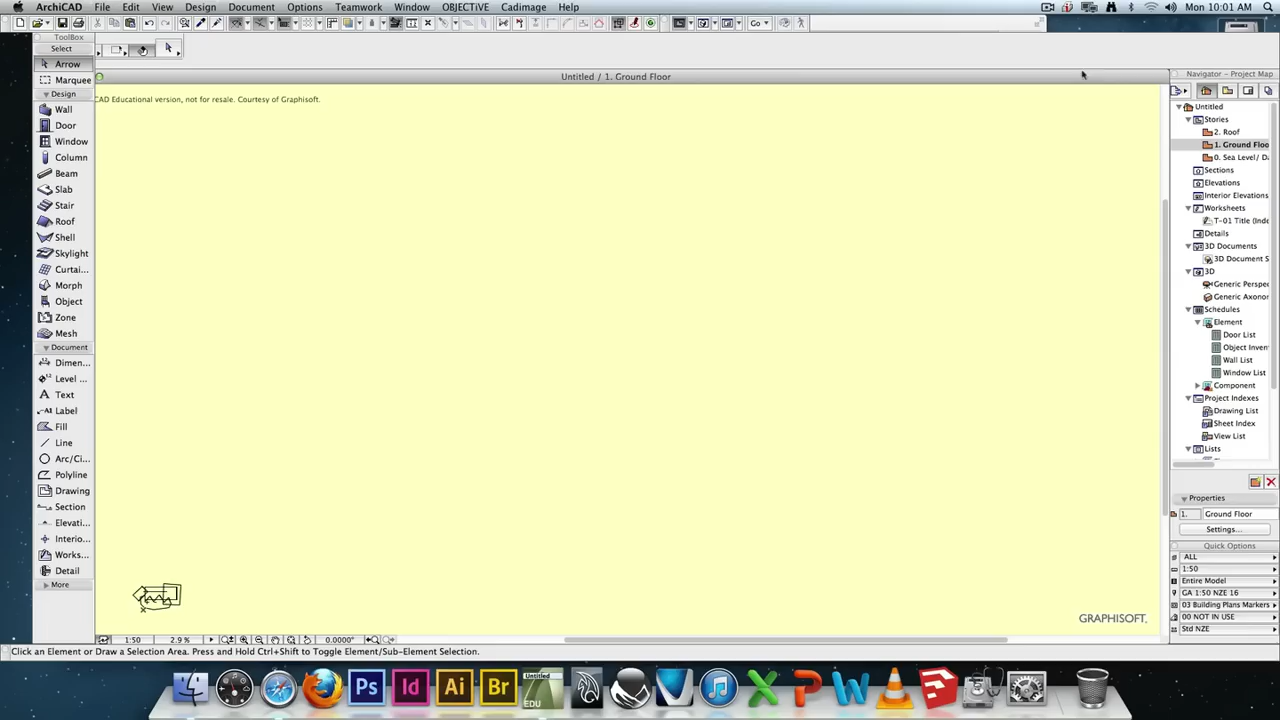 ArchiCAD File Edit View Design Document Options Teamwork Window OBJECTiVE Cadimage Help
Mon 10:01 AM
Go
ToolBox
Select
Arrow
Marquee
Design
Wall
Door
Window
Column
Beam
Slab
Stair
Roof
Shell
Skylight
Curtai...
Morph
Object
Zone
Mesh
Document
Dimen...
Level ...
Text
Label
Fill
Line
Arc/Ci...
Polyline
Drawing
Section
Elevati...
Interio...
Works...
Detail
More
Untitled / 1. Ground Floor
CAD Educational version, not for resale. Courtesy of Graphisoft.
GRAPHISOFT.
1:50 2.9% 0.0000°
Click an Element or Draw a Selection Area. Press and Hold Ctrl+Shift to Toggle Element/Sub-Element Selection.
Navigator - Project Map
Untitled
Stories
2. Roof
1. Ground Floo
0. Sea Level/ D
Sections
Elevations
Interior Elevations
Worksheets
T-01 Title (Inde
Details
3D Documents
3D Document S
3D
Generic Perspe
Generic Axono
Schedules
Element
Door List
Object Inven
Wall List
Window List
Component
Project Indexes
Drawing List
Sheet Index
View List
Lists
Properties
1. Ground Floor
Settings...
Quick Options
ALL
1:50
Entire Model
GA 1:50 NZE 16
03 Building Plans Markers
00 NOT IN USE
Std NZE
Ps Id Ai Br
Untitled
EDU